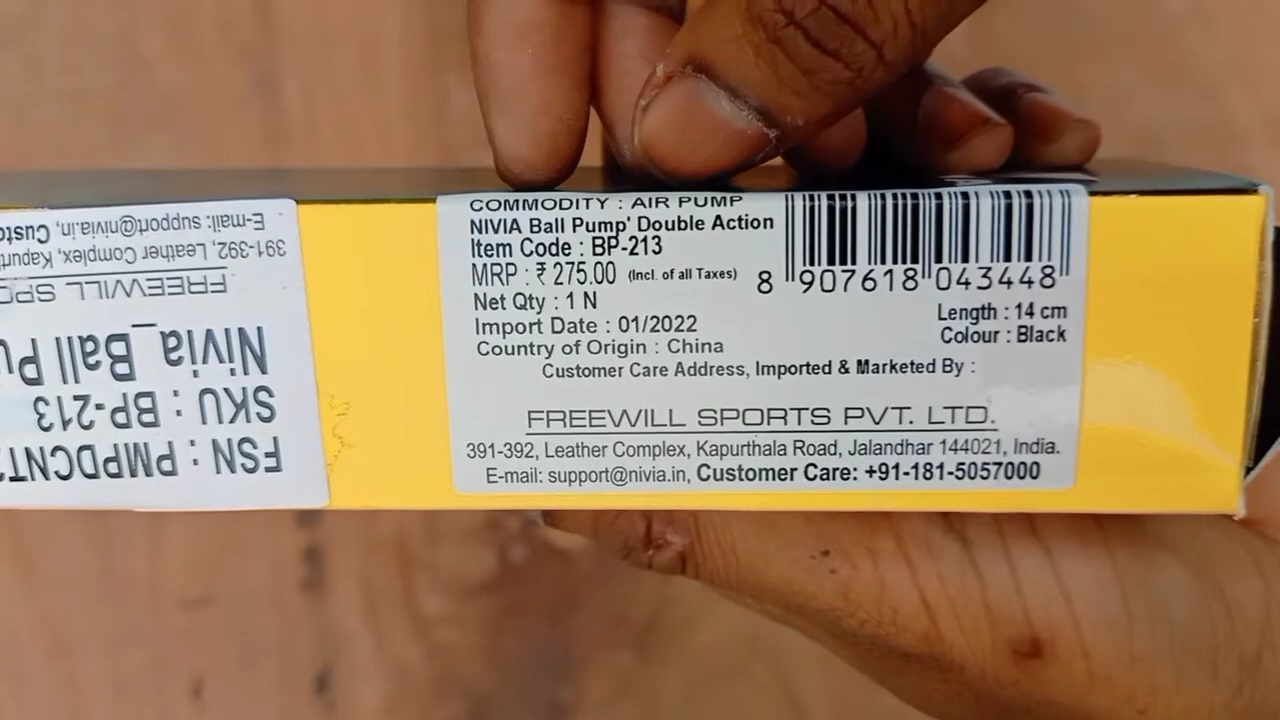 COMMODITY : AIR PUMP
NIVIA Ball Pump' Double Action
Item Code : BP-213
MRP : ₹ 275.00 (Incl. of all Taxes)
Net Qty : 1 N
Import Date : 01/2022
Country of Origin : China
8 907618 043448
Length : 14 cm
Colour : Black
Customer Care Address, Imported & Marketed By :
FREEWILL SPORTS PVT. LTD.
391-392, Leather Complex, Kapurthala Road, Jalandhar 144021, India.
E-mail: support@nivia.in, Customer Care: +91-181-5057000
FSN : PMPDCNT
SKU : BP-213
Nivia_Ball
FREEWILL
391-392, Leather Complex,
E-mail: support@nivia.in,